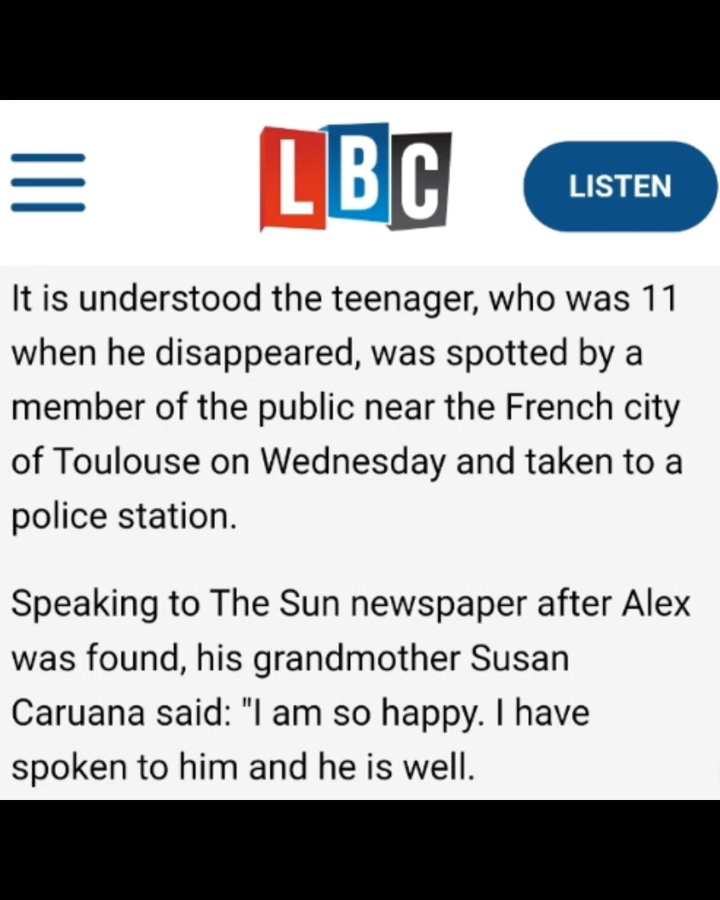 LBC
LISTEN
It is understood the teenager, who was 11
when he disappeared, was spotted by a
member of the public near the French city
of Toulouse on Wednesday and taken to a
police station.
Speaking to The Sun newspaper after Alex
was found, his grandmother Susan
Caruana said: "I am so happy. I have
spoken to him and he is well.